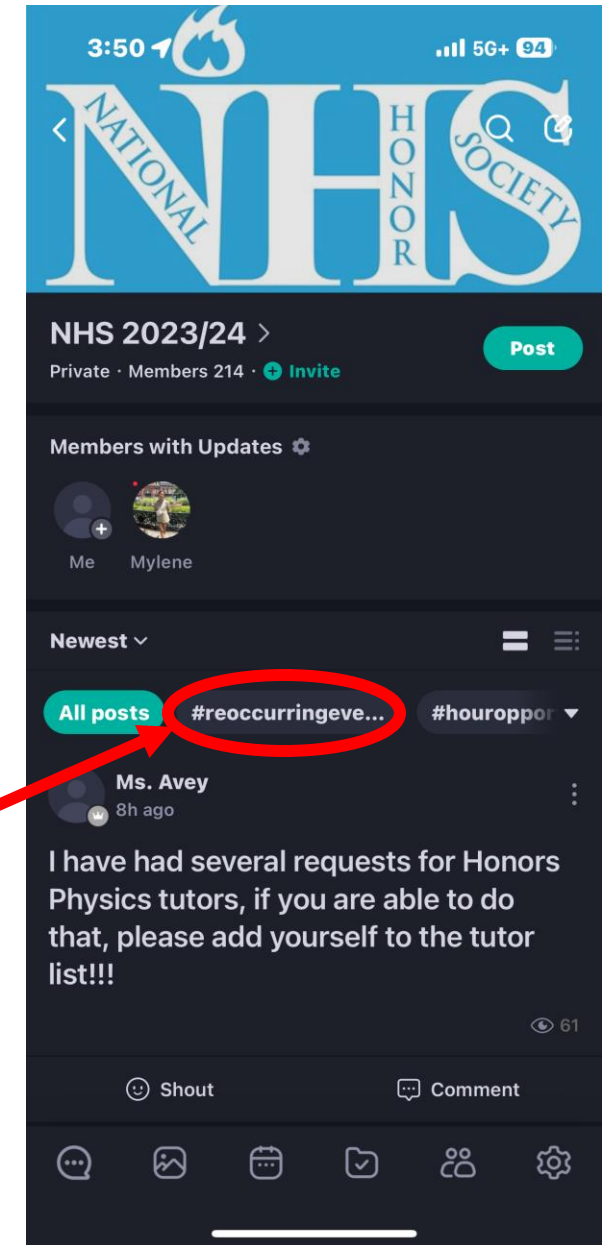 3:50 5G+ 94
NATIONAL NHS HONOR SOCIETY
NHS 2023/24 >
Post
Private · Members 214 · Invite
Members with Updates
Me Mylene
Newest
All posts #reoccurringeve... #houroppor
Ms. Avey
8h ago
I have had several requests for Honors
Physics tutors, if you are able to do
that, please add yourself to the tutor
list!!!
61
Shout Comment